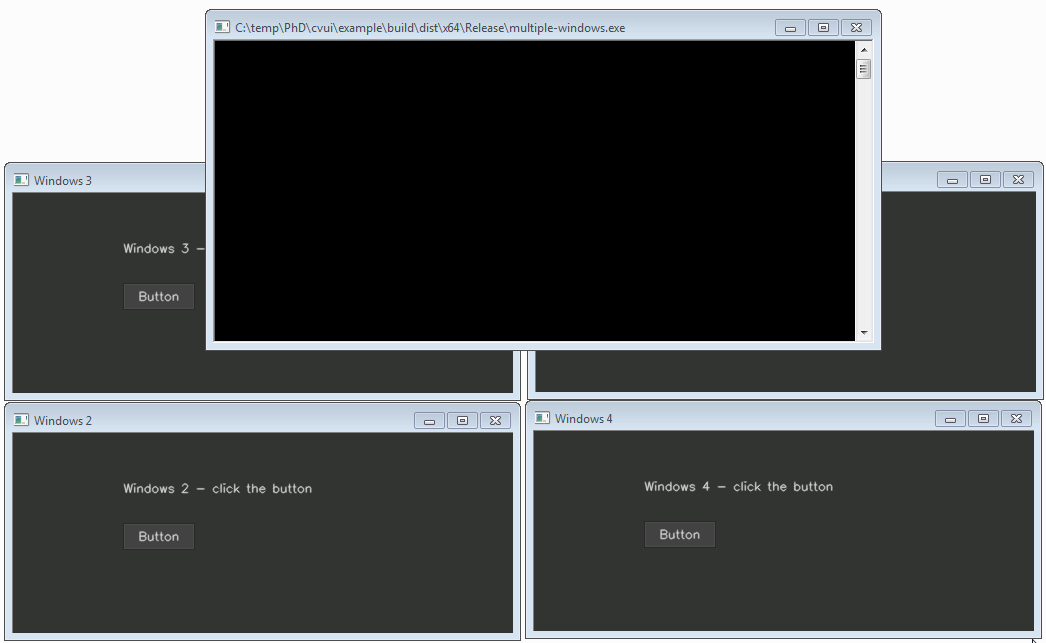 C:\temp\PhD\cvui\example\build\dist\x64\Release\multiple-windows.exe
Windows 3
Windows 3 -
Button
Windows 2
Windows 2 - click the button
Button
Windows 4
Windows 4 - click the button
Button